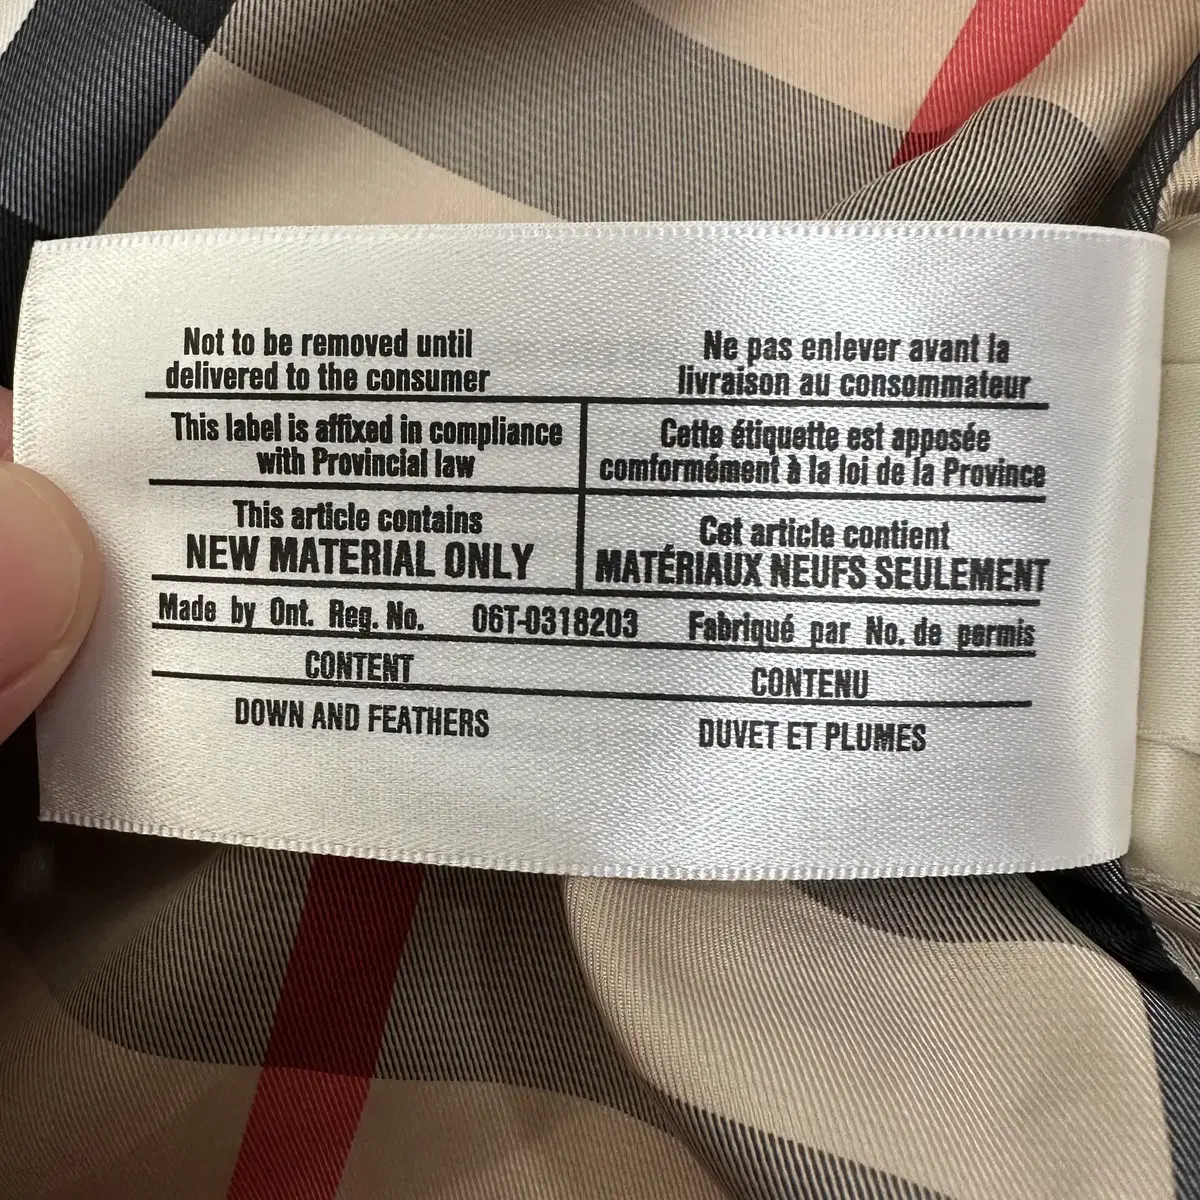 Not to be removed until
delivered to the consumer
Ne pas enlever avant la
livraison au consommateur
This label is affixed in compliance
with Provincial law
Cette étiquette est apposée
comformément à la loi de la Province
This article contains
NEW MATERIAL ONLY
Cet article contient
MATÉRIAUX NEUFS SEULEMENT
Made by Ont. Reg. No. 06T-0318203 Fabriqué par No. de permis
CONTENT
CONTENU
DOWN AND FEATHERS
DUVET ET PLUMES